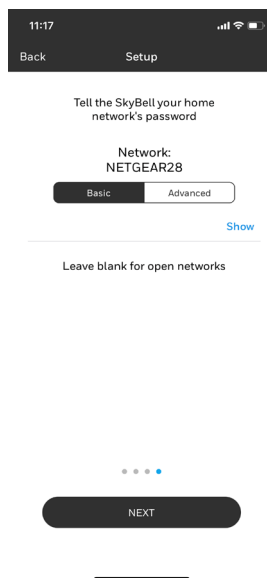 11:17
Back Setup
Tell the SkyBell your home
network's password
Network:
NETGEAR28
Basic Advanced
Show
Leave blank for open networks
NEXT